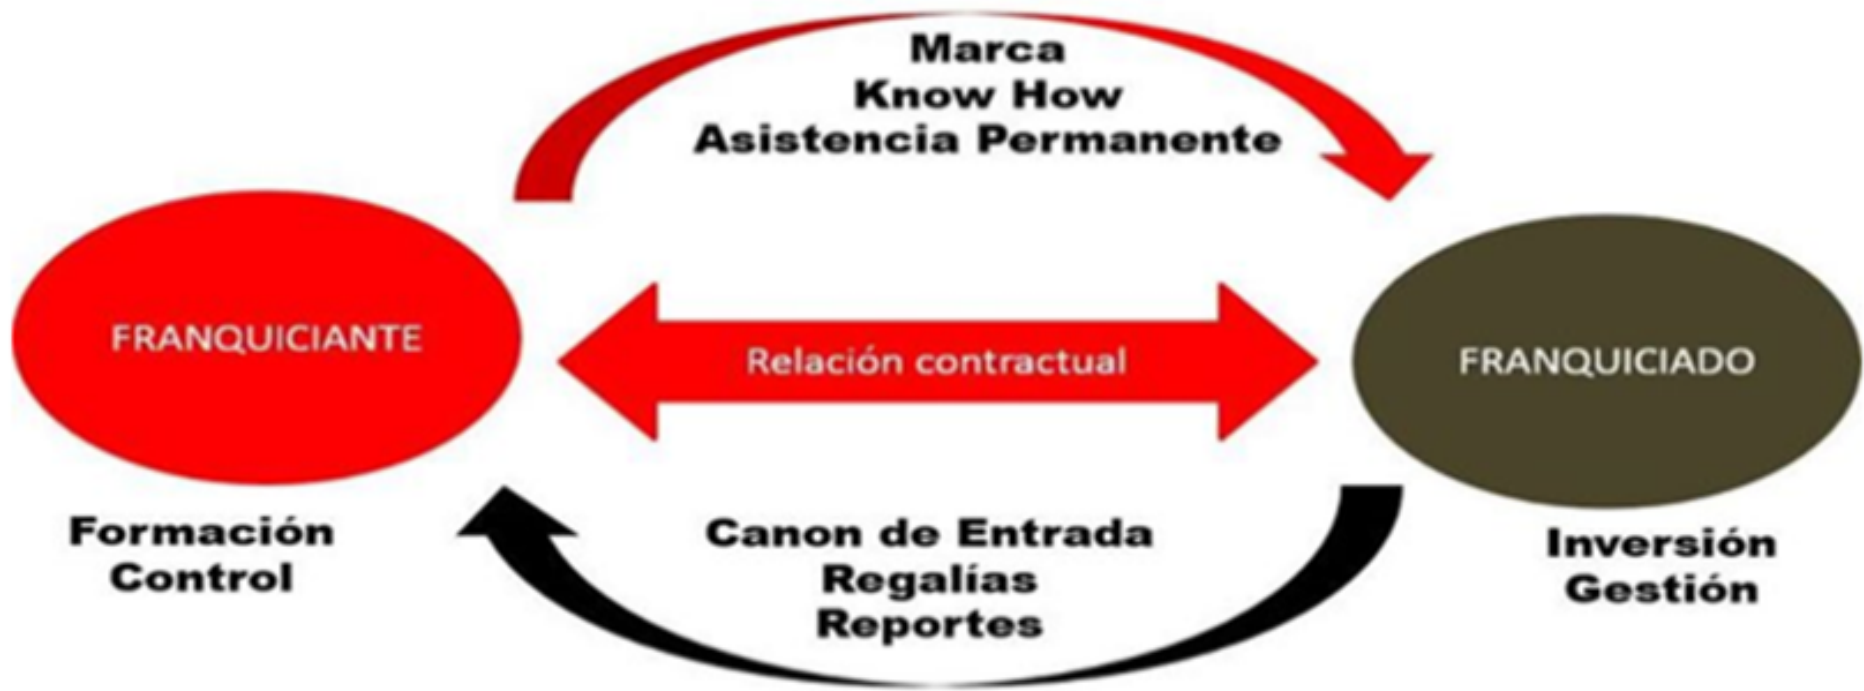 Marca
Know How
Asistencia Permanente
FRANQUICIANTE
Relación contractual
FRANQUICIADO
Formación
Control
Canon de Entrada
Regalías
Reportes
Inversión
Gestión